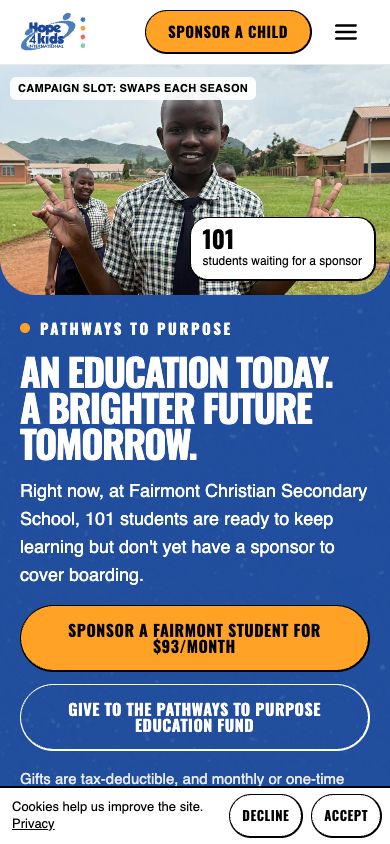 Hope
4 kids
INTERNATIONAL
SPONSOR A CHILD
CAMPAIGN SLOT: SWAPS EACH SEASON
101
students waiting for a sponsor
PATHWAYS TO PURPOSE
AN EDUCATION TODAY.
A BRIGHTER FUTURE
TOMORROW.
Right now, at Fairmont Christian Secondary
School, 101 students are ready to keep
learning but don't yet have a sponsor to
cover boarding.
SPONSOR A FAIRMONT STUDENT FOR
$93/MONTH
GIVE TO THE PATHWAYS TO PURPOSE
EDUCATION FUND
Gifts are tax-deductible, and monthly or one-time
Cookies help us improve the site.
Privacy
DECLINE
ACCEPT